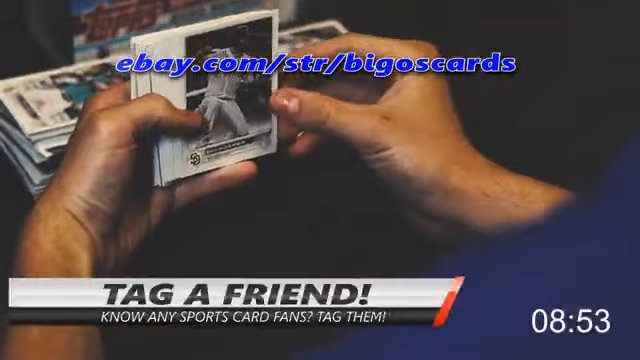 ebay.com/str/bigoscards
TAG A FRIEND!
KNOW ANY SPORTS CARD FANS? TAG THEM!
08:53